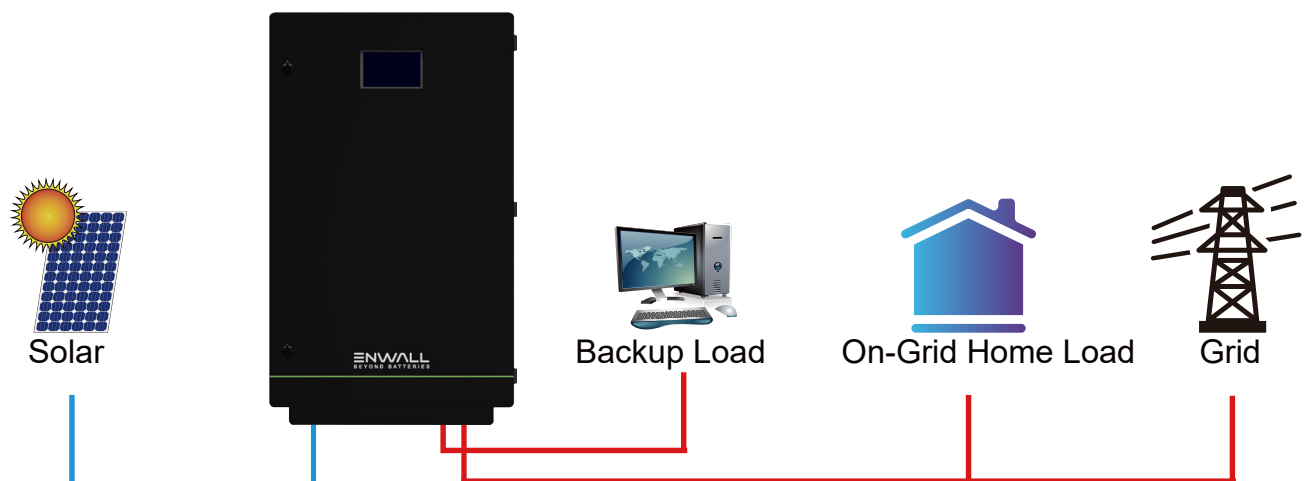 ENWALL
BEYOND BATTERIES
Solar
Backup Load
On-Grid Home Load
Grid